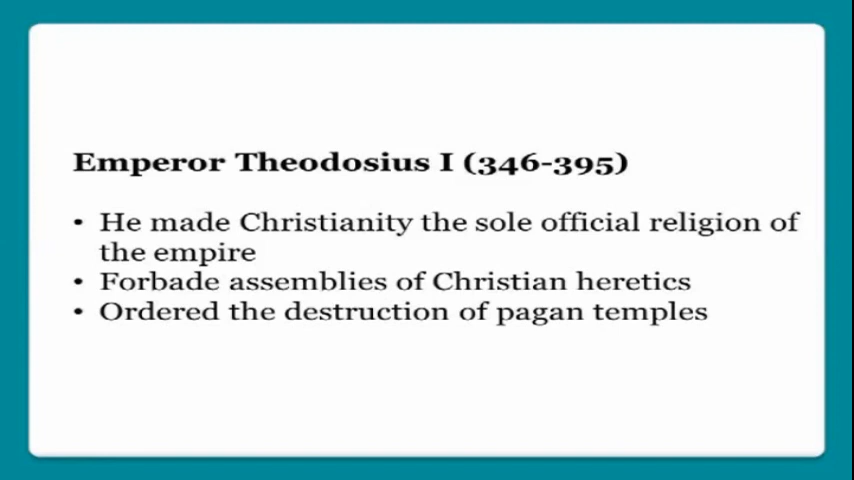 Emperor Theodosius I (346-395)
• He made Christianity the sole official religion of
the empire
• Forbade assemblies of Christian heretics
• Ordered the destruction of pagan temples